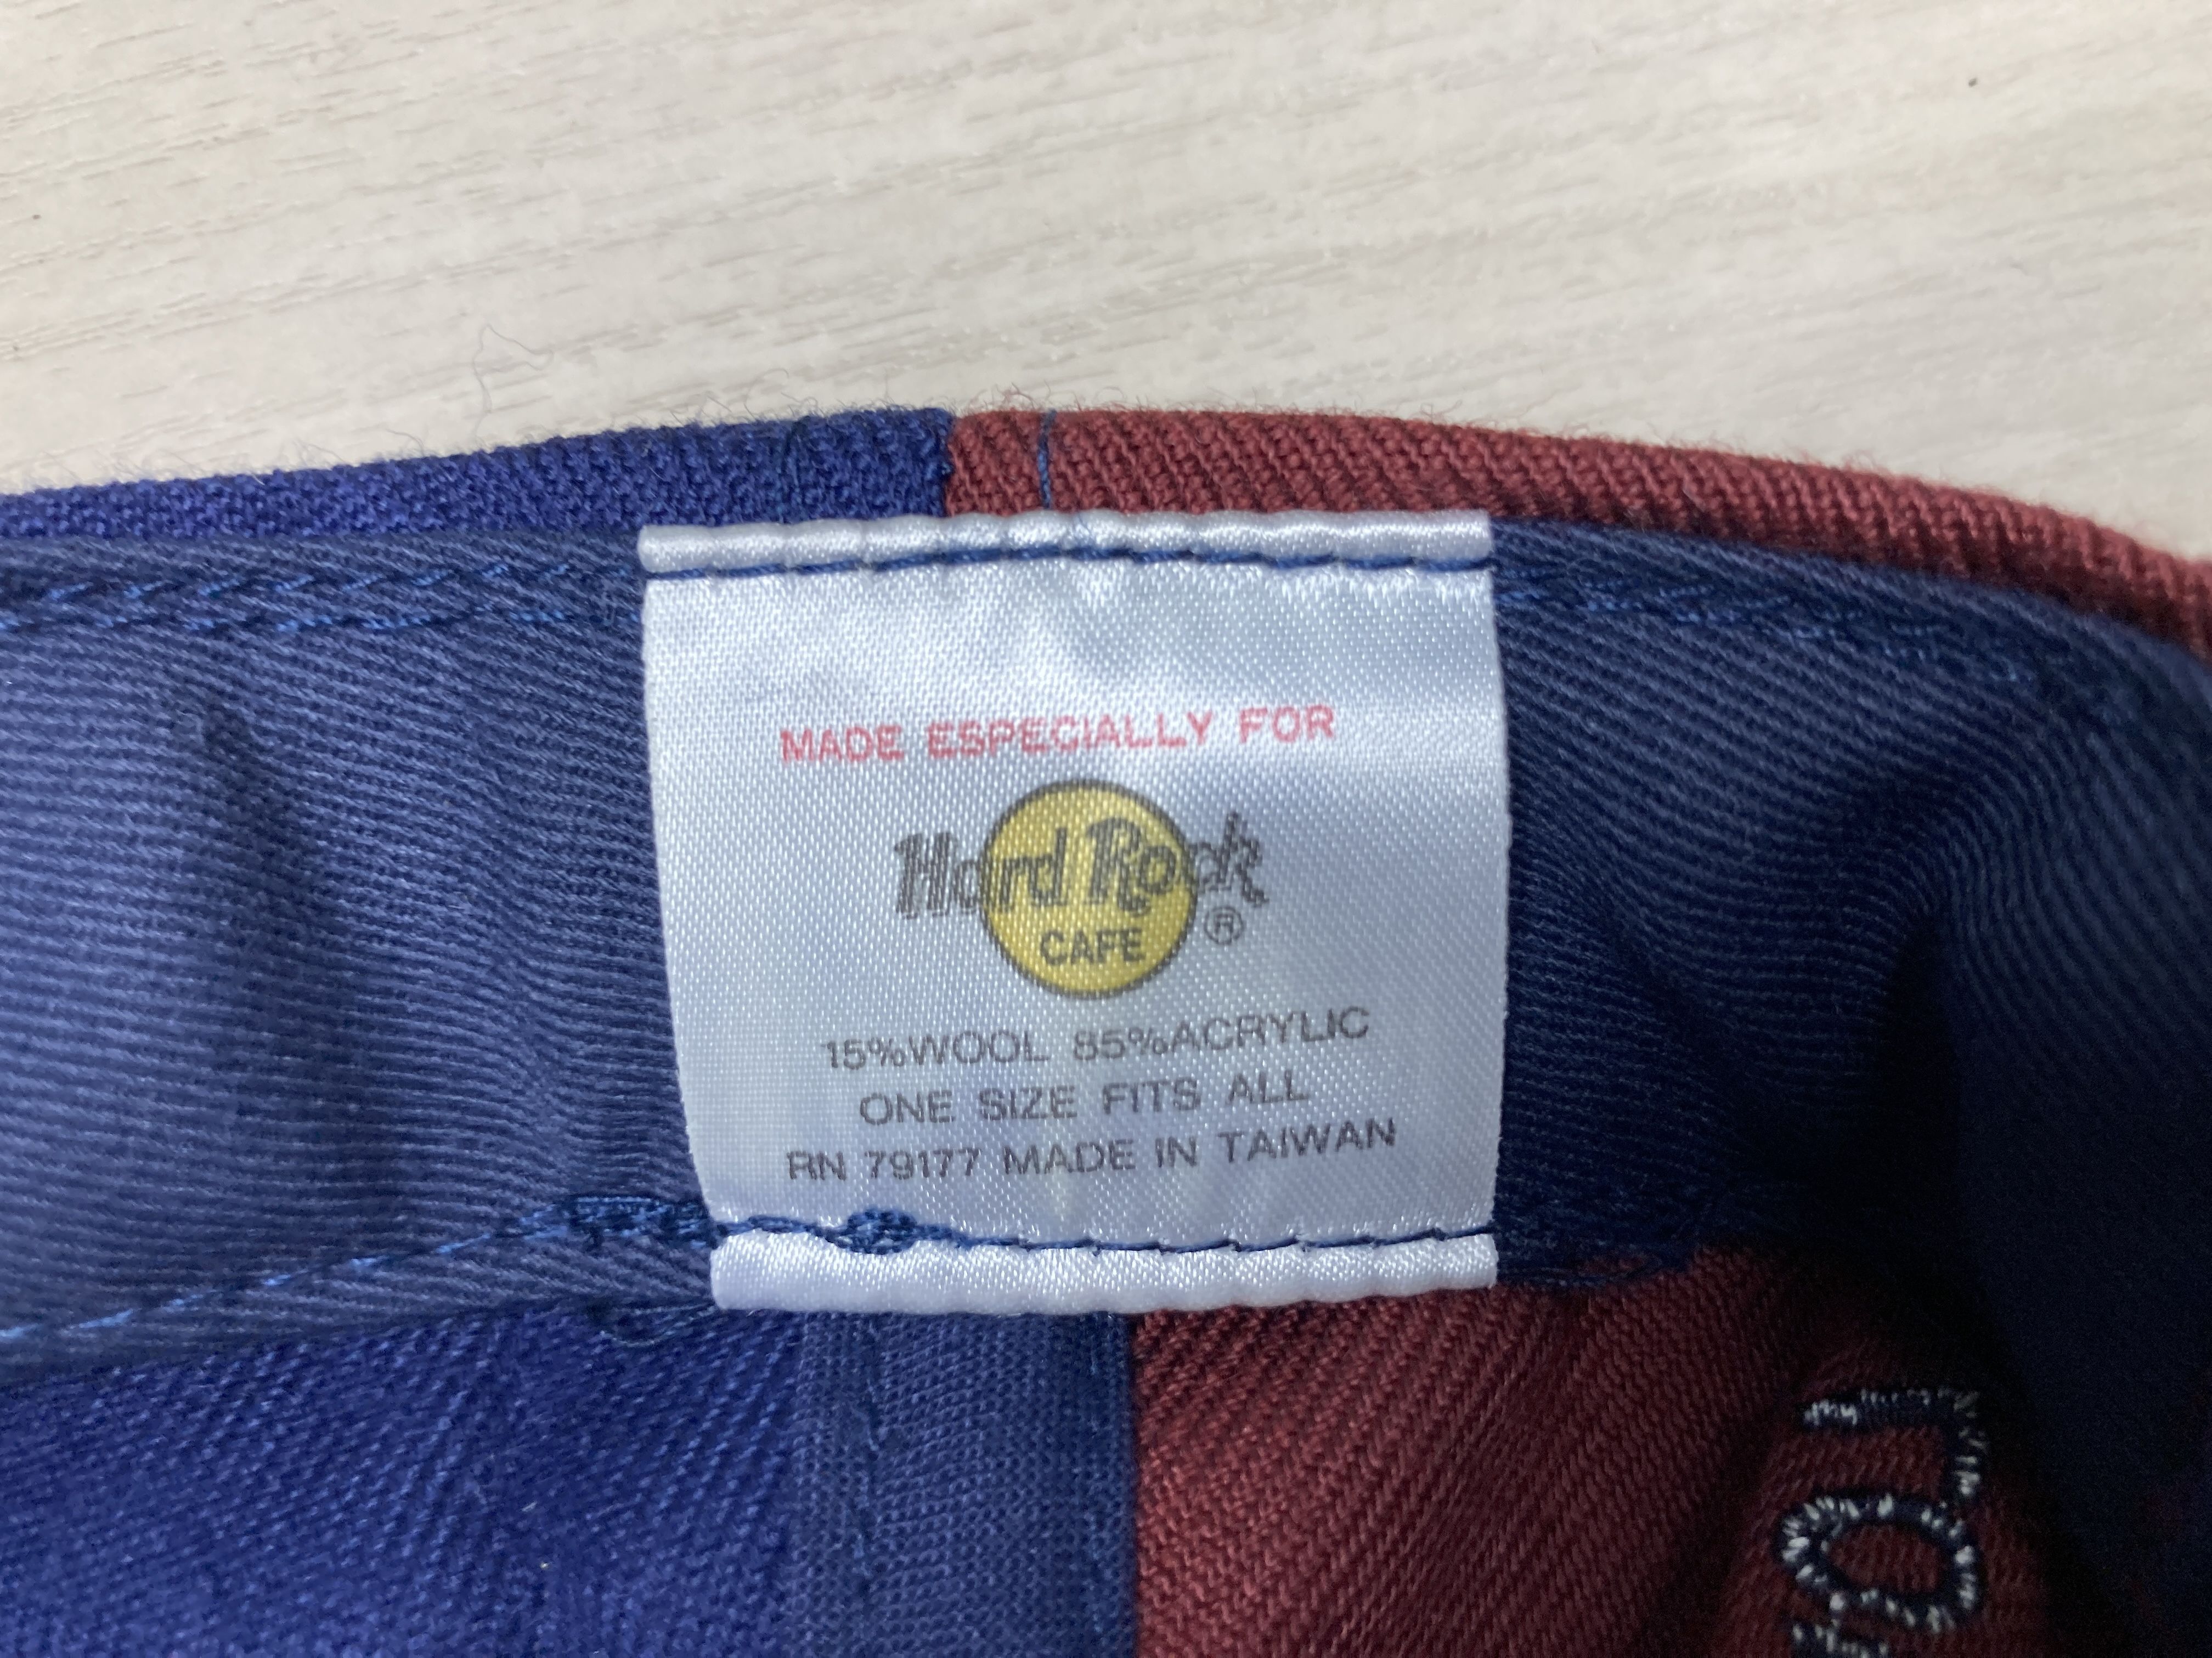 MADE ESPECIALLY FOR
Hard Rock
CAFE ®
15%WOOL 85%ACRYLIC
ONE SIZE FITS ALL
RN 79177 MADE IN TAIWAN